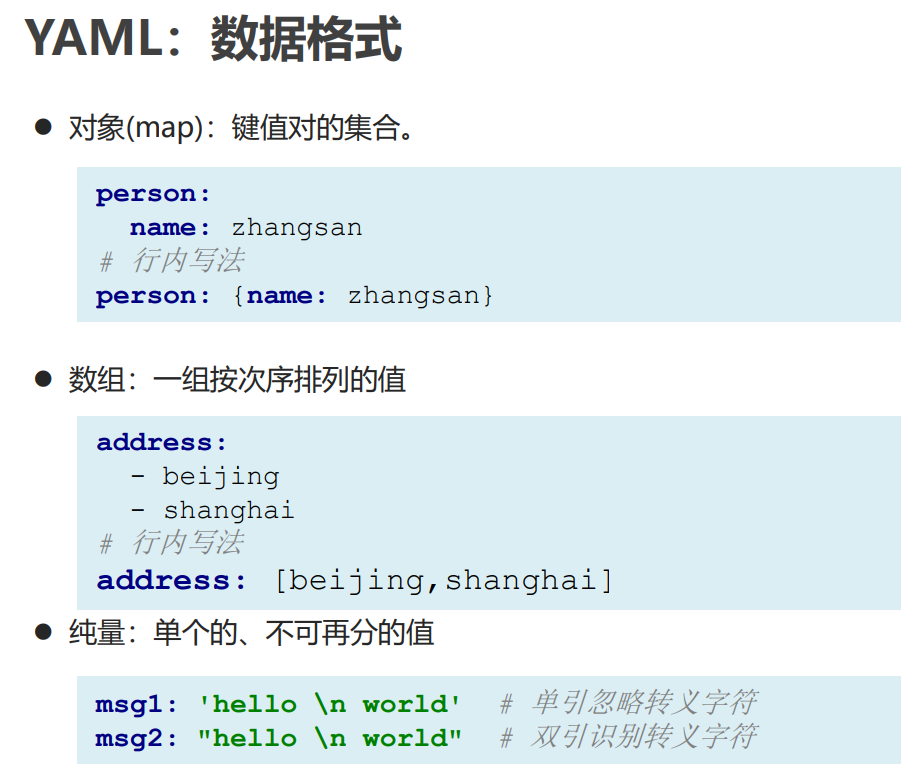 YAML：数据格式
● 对象(map)：键值对的集合。
person:
  name: zhangsan
# 行内写法
person: {name: zhangsan}
● 数组：一组按次序排列的值
address:
  - beijing
  - shanghai
# 行内写法
address: [beijing,shanghai]
● 纯量：单个的、不可再分的值
msg1: 'hello \n world'  # 单引忽略转义字符
msg2: "hello \n world"  # 双引识别转义字符